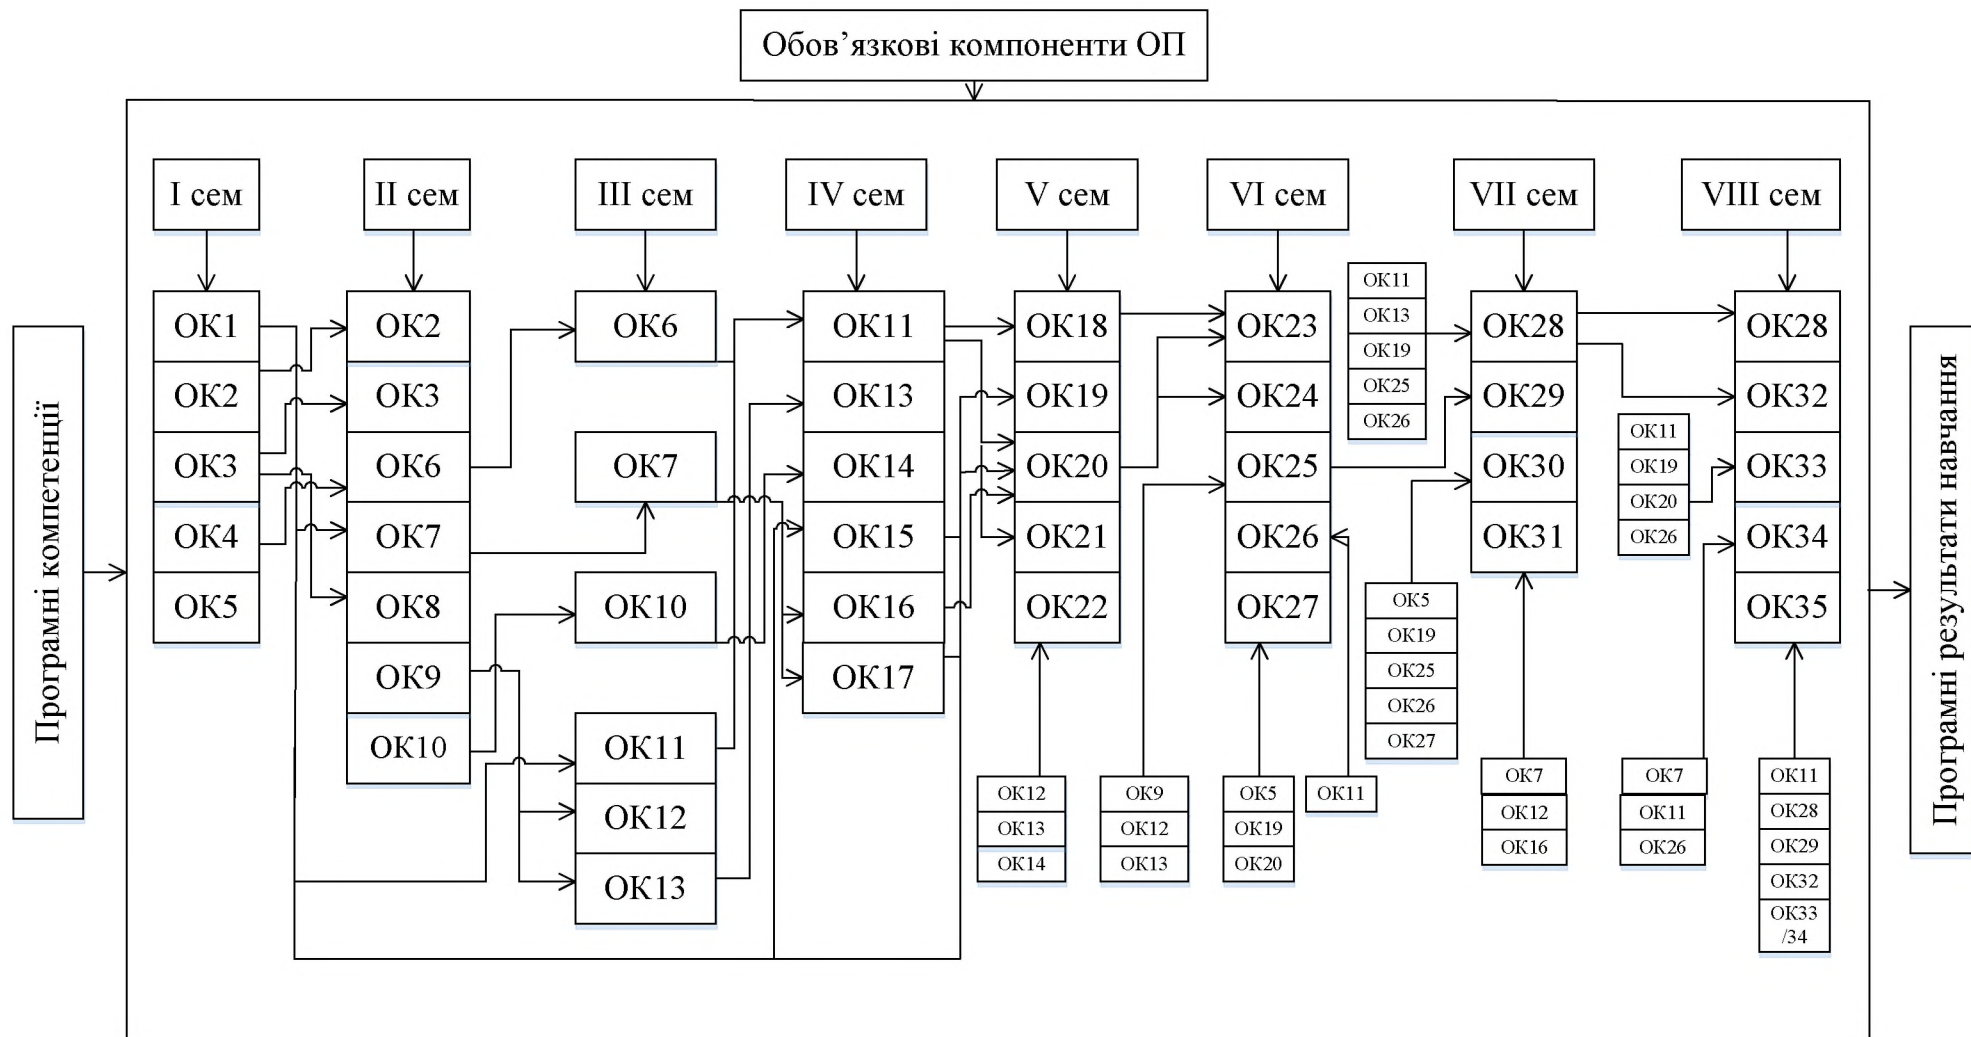 Обов’язкові компоненти ОП
Програмні компетенції
I сем
ОК1
ОК2
ОК3
ОК4
ОК5
II сем
ОК2
ОК3
ОК6
ОК7
ОК8
ОК9
ОК10
III сем
ОК6
ОК7
ОК10
ОК11
ОК12
ОК13
IV сем
ОК11
ОК13
ОК14
ОК15
ОК16
ОК17
V сем
ОК18
ОК19
ОК20
ОК21
ОК22
ОК12
ОК13
ОК14
ОК9
ОК12
ОК13
VI сем
ОК23
ОК24
ОК25
ОК26
ОК27
ОК5
ОК19
ОК20
ОК11
ОК11
ОК13
ОК19
ОК25
ОК26
ОК5
ОК19
ОК25
ОК26
ОК27
VII сем
ОК28
ОК29
ОК30
ОК31
ОК7
ОК12
ОК16
ОК11
ОК19
ОК20
ОК26
ОК7
ОК11
ОК26
VIII сем
ОК28
ОК32
ОК33
ОК34
ОК35
ОК11
ОК28
ОК29
ОК32
ОК33
/34
Програмні результати навчання